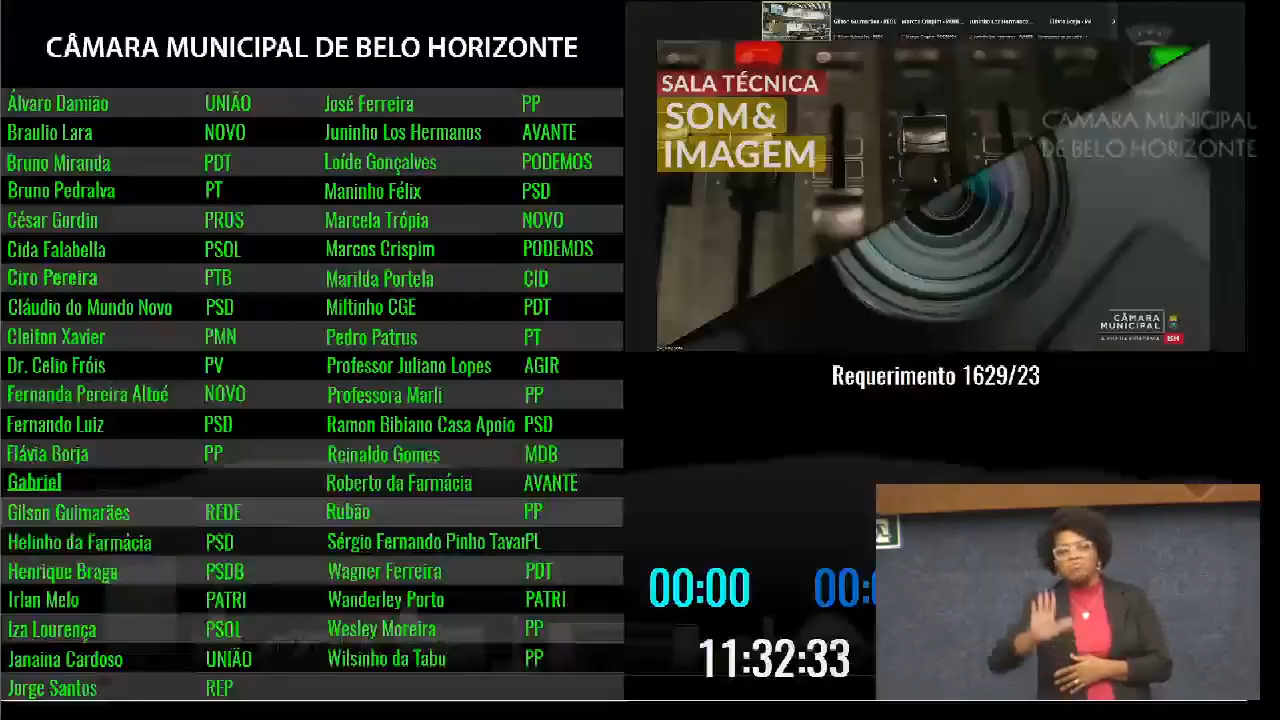 CÂMARA MUNICIPAL DE BELO HORIZONTE
Álvaro Damião UNIÃO José Ferreira PP
Braulio Lara NOVO Juninho Los Hermanos AVANTE
Bruno Miranda PDT Loíde Gonçalves PODEMOS
Bruno Pedralva PT Maninho Félix PSD
César Gordin PROS Marcela Trópia NOVO
Cida Falabella PSOL Marcos Crispim PODEMOS
Ciro Pereira PTB Marilda Portela CID
Cláudio do Mundo Novo PSD Miltinho CGE PDT
Cleiton Xavier PMN Pedro Patrus PT
Dr. Célio Fróis PV Professor Juliano Lopes AGIR
Fernanda Pereira Altoé NOVO Professora Marli PP
Fernando Luiz PSD Ramon Bibiano Casa Apoio PSD
Flávia Borja PP Reinaldo Gomes MDB
Gabriel Roberto da Farmácia AVANTE
Gilson Guimarães REDE Rubão PP
Helinho da Farmácia PSD Sérgio Fernando Pinho Tavar PL
Henrique Braga PSDB Wagner Ferreira PDT
Irlan Melo PATRI Wanderley Porto PATRI
Iza Lourença PSOL Wesley Moreira PP
Janaina Cardoso UNIÃO Wilsinho da Tabu PP
Jorge Santos REP
SALA TÉCNICA
SOM&
IMAGEM
CÂMARA MUNICIPAL
DE BELO HORIZONTE
CÂMARA
MUNICIPAL
Requerimento 1629/23
00:00 00:
11:32:33